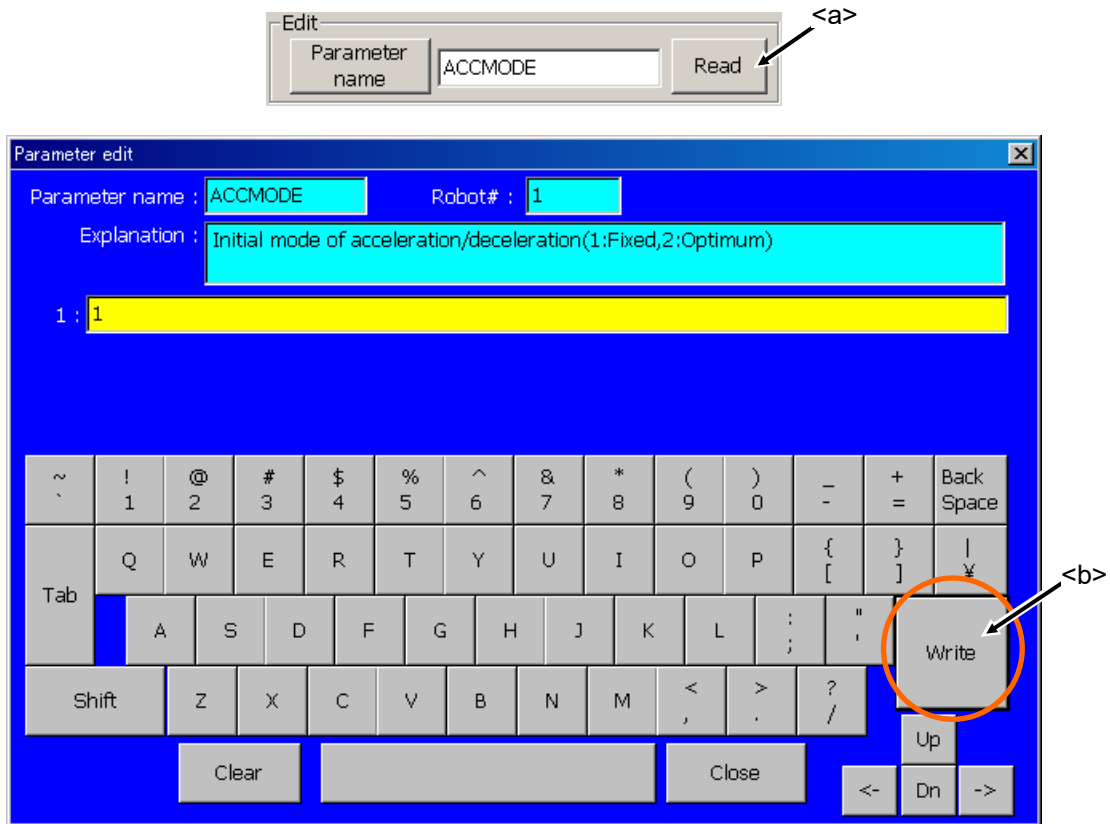 <a>
Edit
Parameter name
ACCMODE
Read
Parameter edit
Parameter name : ACCMODE Robot# : 1
Explanation : Initial mode of acceleration/deceleration(1:Fixed,2:Optimum)
1 : 1
~ ! @ # $ % ^ & * ( ) _ + Back
` 1 2 3 4 5 6 7 8 9 0 - = Space
Q W E R T Y U I O P { [ } ] | ¥
<b>
Tab
A S D F G H J K L : ; " '
Write
Shift Z X C V B N M < , > . ? /
Up
Clear Close
<- Dn ->